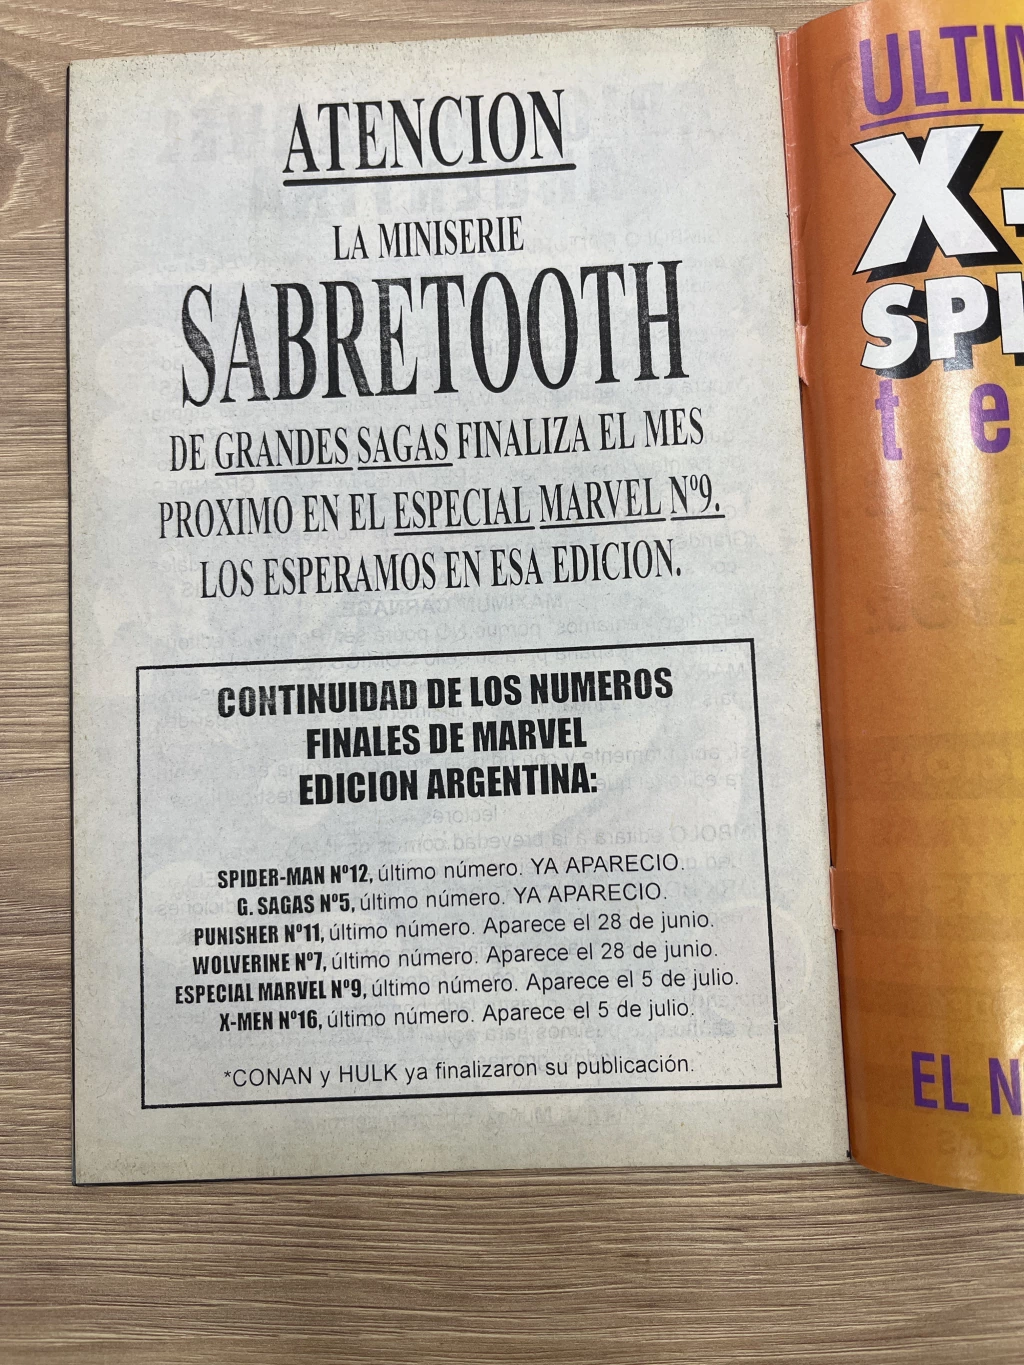 ATENCION
LA MINISERIE
SABRETOOTH
DE GRANDES SAGAS FINALIZA EL MES
PROXIMO EN EL ESPECIAL MARVEL Nº9.
LOS ESPERAMOS EN ESA EDICION.
CONTINUIDAD DE LOS NUMEROS
FINALES DE MARVEL
EDICION ARGENTINA:
SPIDER-MAN Nº12, último número. YA APARECIO.
G. SAGAS Nº5, último número. YA APARECIO.
PUNISHER Nº11, último número. Aparece el 28 de junio.
WOLVERINE Nº7, último número. Aparece el 28 de junio.
ESPECIAL MARVEL Nº9, último número. Aparece el 5 de julio.
X-MEN Nº16, último número. Aparece el 5 de julio.
*CONAN y HULK ya finalizaron su publicación.
ULTI
X-
SPI
te
EL N